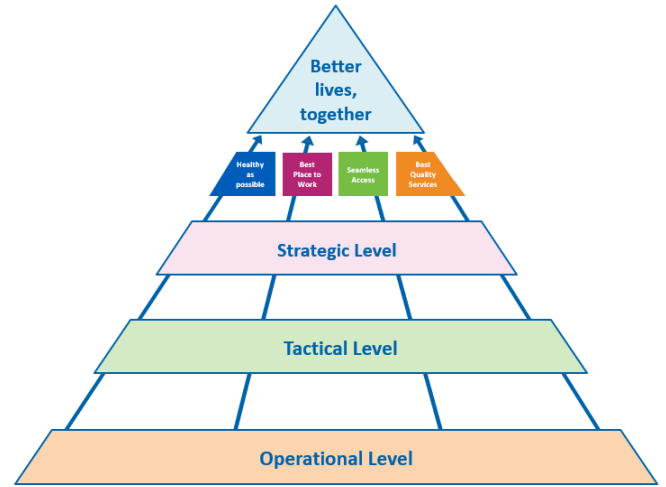 Better
lives,
together
Healthy
as
possible
Best
Place to
Work
Seamless
Access
Best
Quality
Services
Strategic Level
Tactical Level
Operational Level